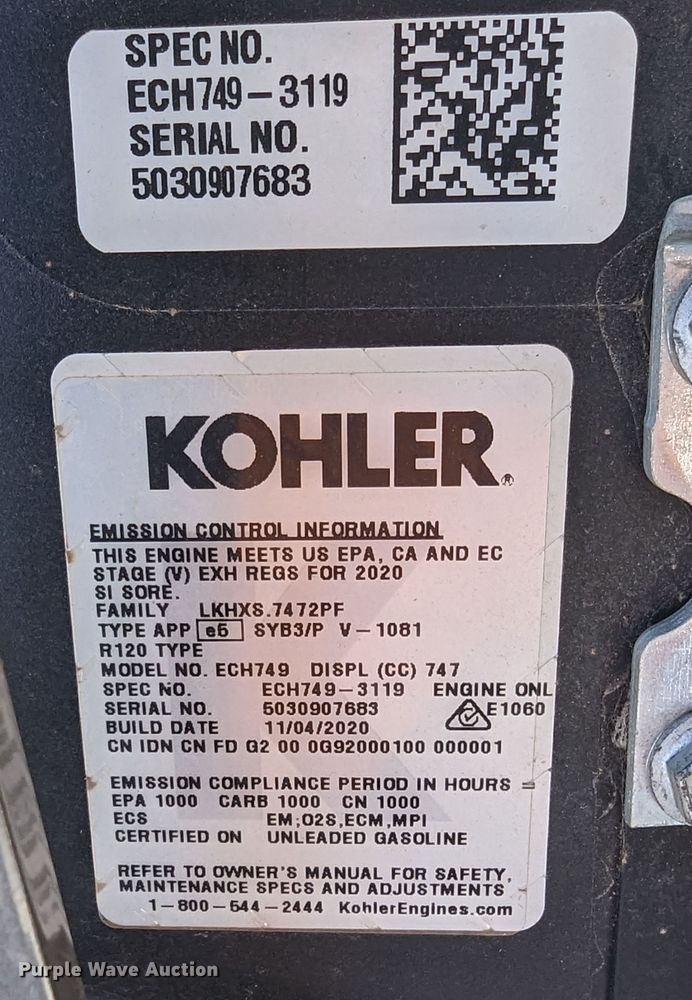 SPEC NO.
ECH749-3119
SERIAL NO.
5030907683
KOHLER®
EMISSION CONTROL INFORMATION
THIS ENGINE MEETS US EPA, CA AND EC
STAGE (V) EXH REGS FOR 2020
SI SORE.
FAMILY LKHXS.7472PF
TYPE APP e5 SYB3/P V-1081
R120 TYPE
MODEL NO. ECH749 DISPL (CC) 747
SPEC NO. ECH749-3119 ENGINE ONL
SERIAL NO. 5030907683 E1060
BUILD DATE 11/04/2020
CN IDN CN FD G2 00 0G92000100 000001
EMISSION COMPLIANCE PERIOD IN HOURS =
EPA 1000 CARB 1000 CN 1000
ECS EM;O2S,ECM,MPI
CERTIFIED ON UNLEADED GASOLINE
REFER TO OWNER'S MANUAL FOR SAFETY,
MAINTENANCE SPECS AND ADJUSTMENTS
1-800-544-2444 KohlerEngines.com
Purple Wave Auction